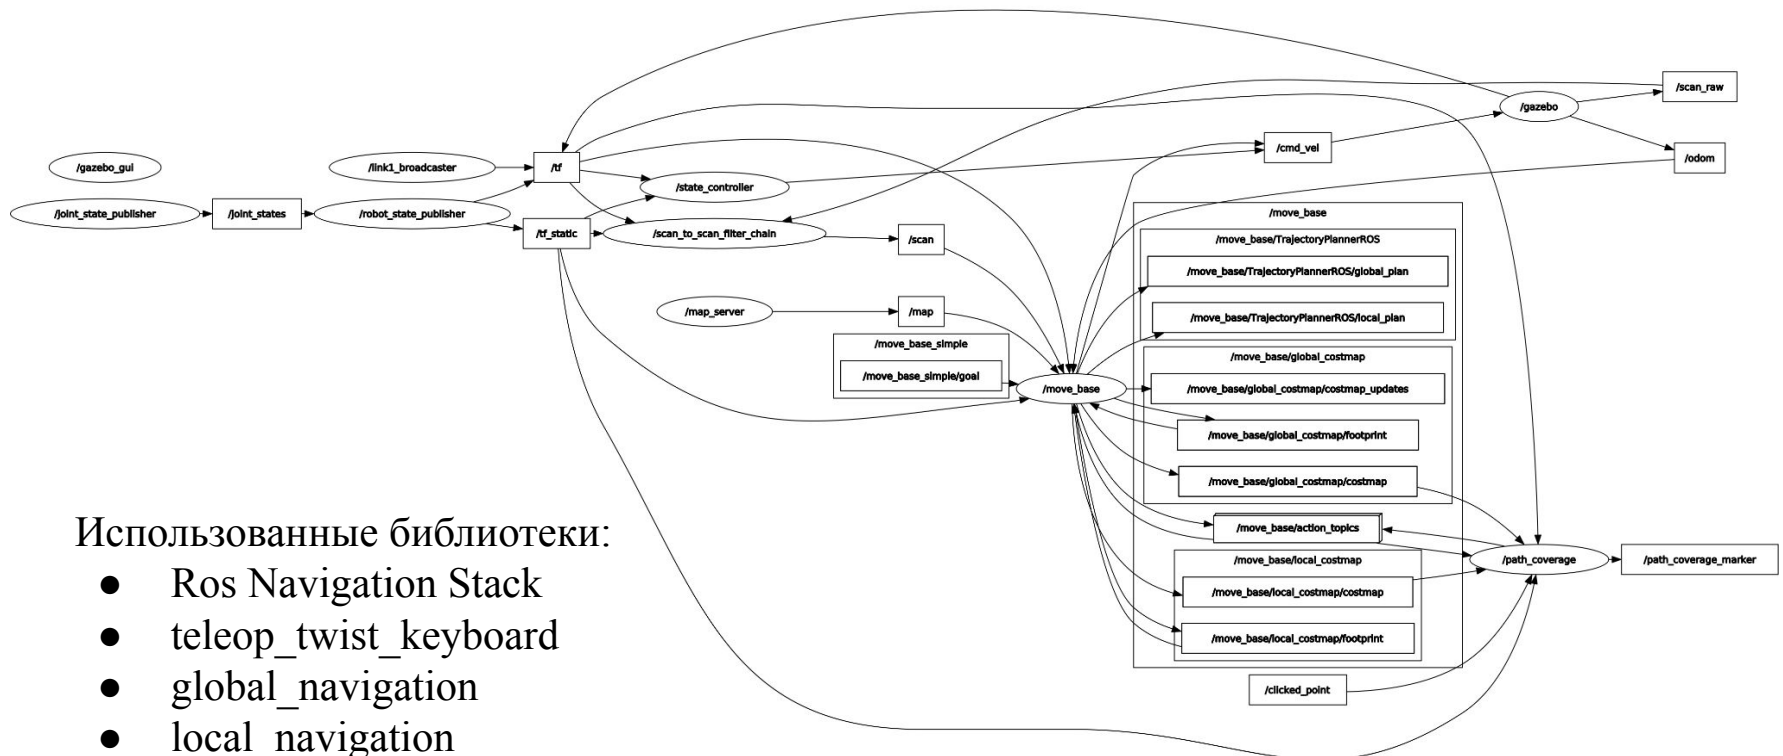 /scan_raw
/gazebo
/cmd_vel
/odom
/gazebo_gui
/link1_broadcaster
/tf
/state_controller
/joint_state_publisher
/joint_states
/robot_state_publisher
/tf_static
/scan_to_scan_filter_chain
/scan
/map_server
/map
/move_base_simple
/move_base_simple/goal
/move_base
/move_base
/move_base/TrajectoryPlannerROS
/move_base/TrajectoryPlannerROS/global_plan
/move_base/TrajectoryPlannerROS/local_plan
/move_base/global_costmap
/move_base/global_costmap/costmap_updates
/move_base/global_costmap/footprint
/move_base/global_costmap/costmap
/move_base/action_topics
/move_base/local_costmap
/move_base/local_costmap/costmap
/move_base/local_costmap/footprint
/path_coverage
/path_coverage_marker
/clicked_point
Использованные библиотеки:
● Ros Navigation Stack
● teleop_twist_keyboard
● global_navigation
● local_navigation